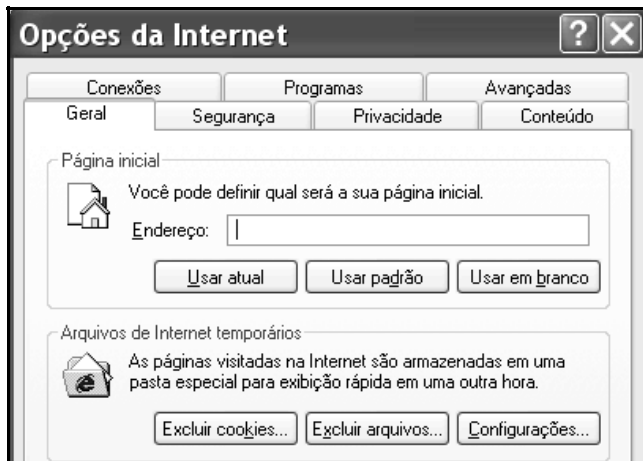 Opções da Internet
Conexões Programas Avançadas
Geral Segurança Privacidade Conteúdo
Página inicial
Você pode definir qual será a sua página inicial.
Endereço:
Usar atual Usar padrão Usar em branco
Arquivos de Internet temporários
As páginas visitadas na Internet são armazenadas em uma
pasta especial para exibição rápida em uma outra hora.
Excluir cookies... Excluir arquivos... Configurações...